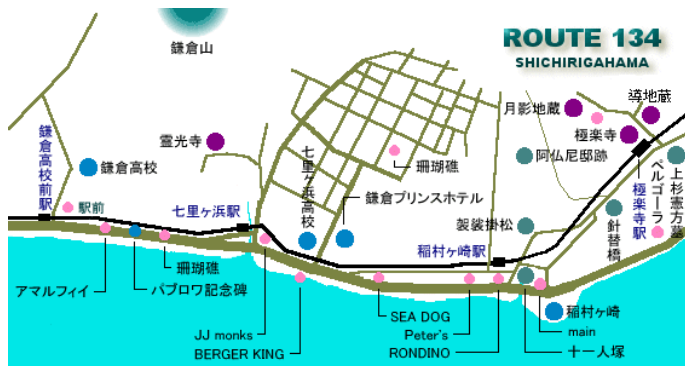 ROUTE 134
SHICHIRIGAHAMA
鎌倉山
月影地蔵
導地蔵
極楽寺
霊光寺
鎌倉高校
鎌倉高校前駅
駅前
七里ヶ浜駅
七里ヶ浜高校
珊瑚礁
鎌倉プリンスホテル
阿仏尼邸跡
袈裟掛松
稲村ヶ崎駅
針替橋
極楽寺駅
ペルゴーラ
上杉憲方墓
アマルフィイ
パブロワ記念碑
珊瑚礁
JJ monks
BERGER KING
SEA DOG
Peter's
RONDINO
稲村ヶ崎
main
十一人塚